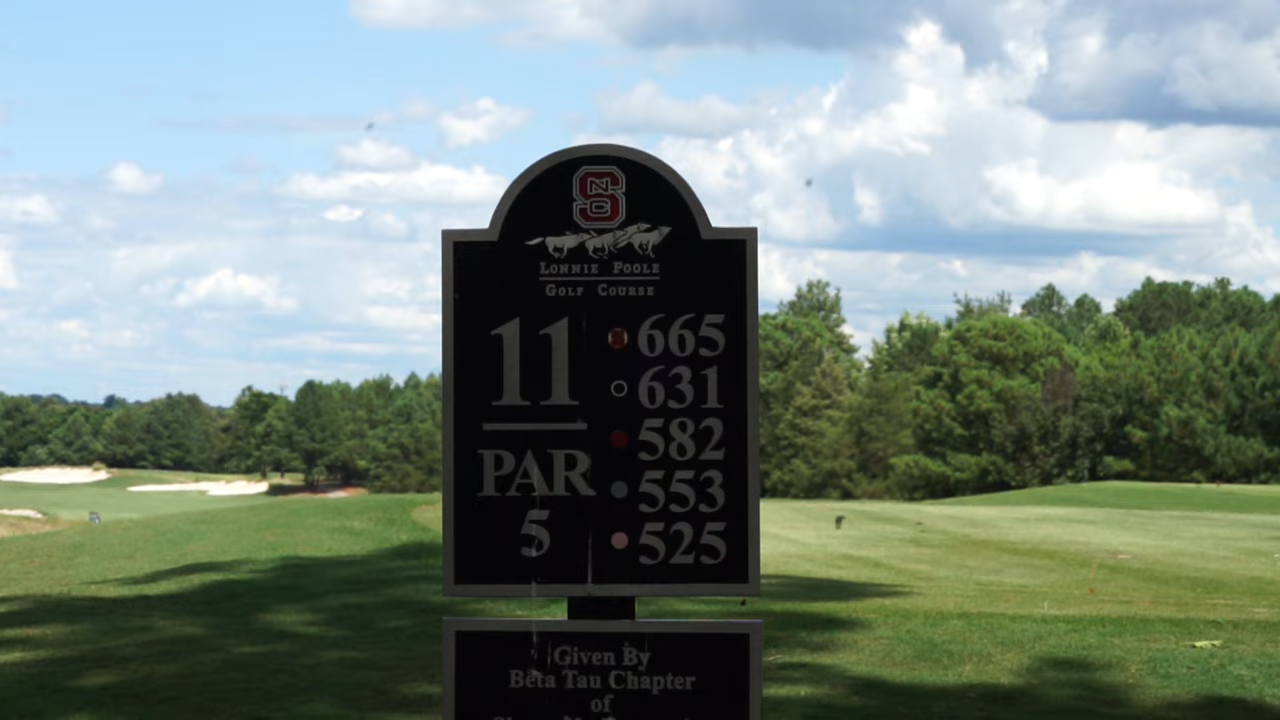 NCS
LONNIE POOLE
GOLF COURSE
11
PAR
5
665
631
582
553
525
Given By
Beta Tau Chapter
of